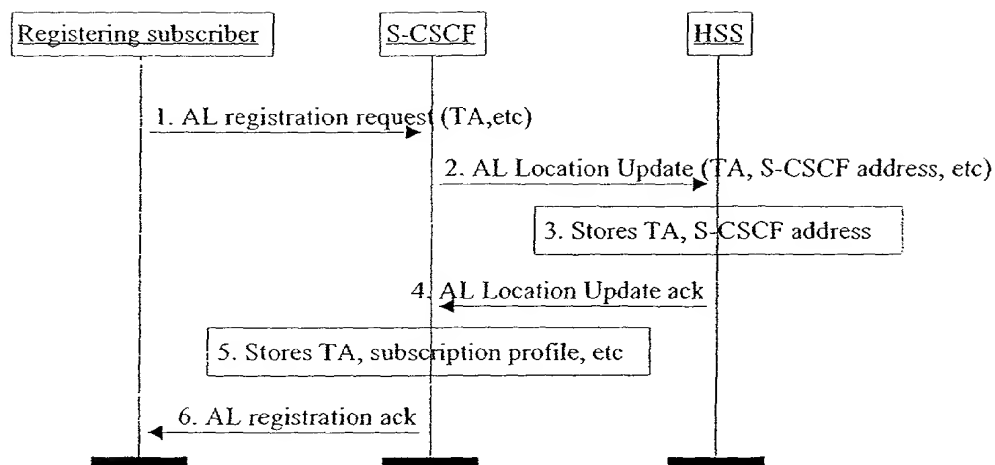 Registering subscriber
S-CSCF
HSS
1. AL registration request (TA,etc)
2. AL Location Update (TA, S-CSCF address, etc)
3. Stores TA, S-CSCF address
4. AL Location Update ack
5. Stores TA, subscription profile, etc
6. AL registration ack